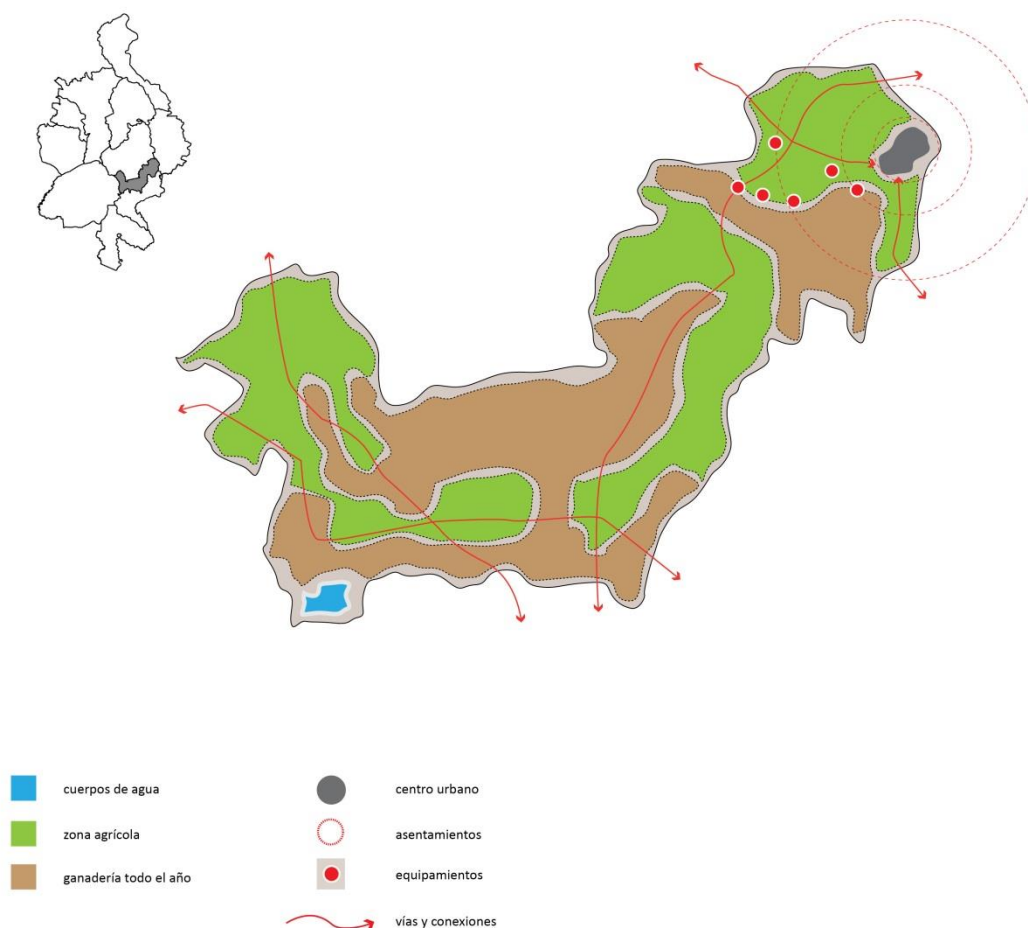 cuerpos de agua
zona agrícola
ganadería todo el año
centro urbano
asentamientos
equipamientos
vías y conexiones